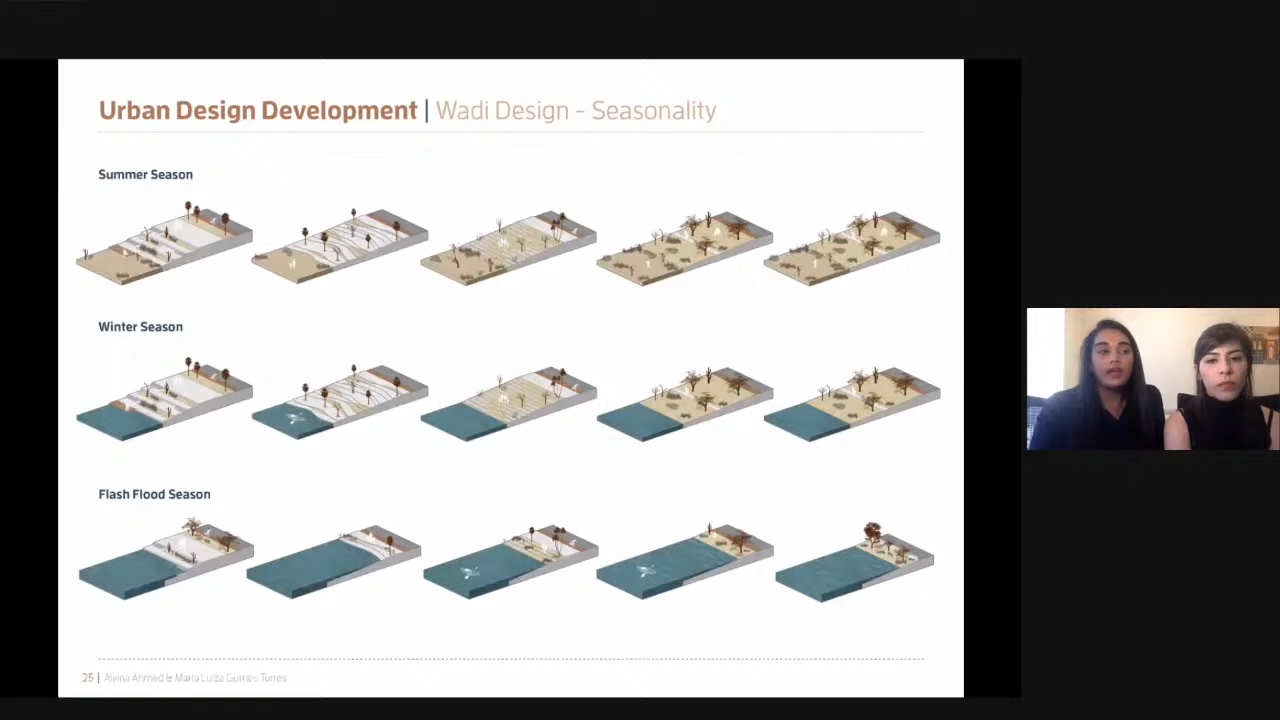 Urban Design Development | Wadi Design - Seasonality
Summer Season
Winter Season
Flash Flood Season
25 | Alyina Ahmed & Maria Luiza Gomes Torres